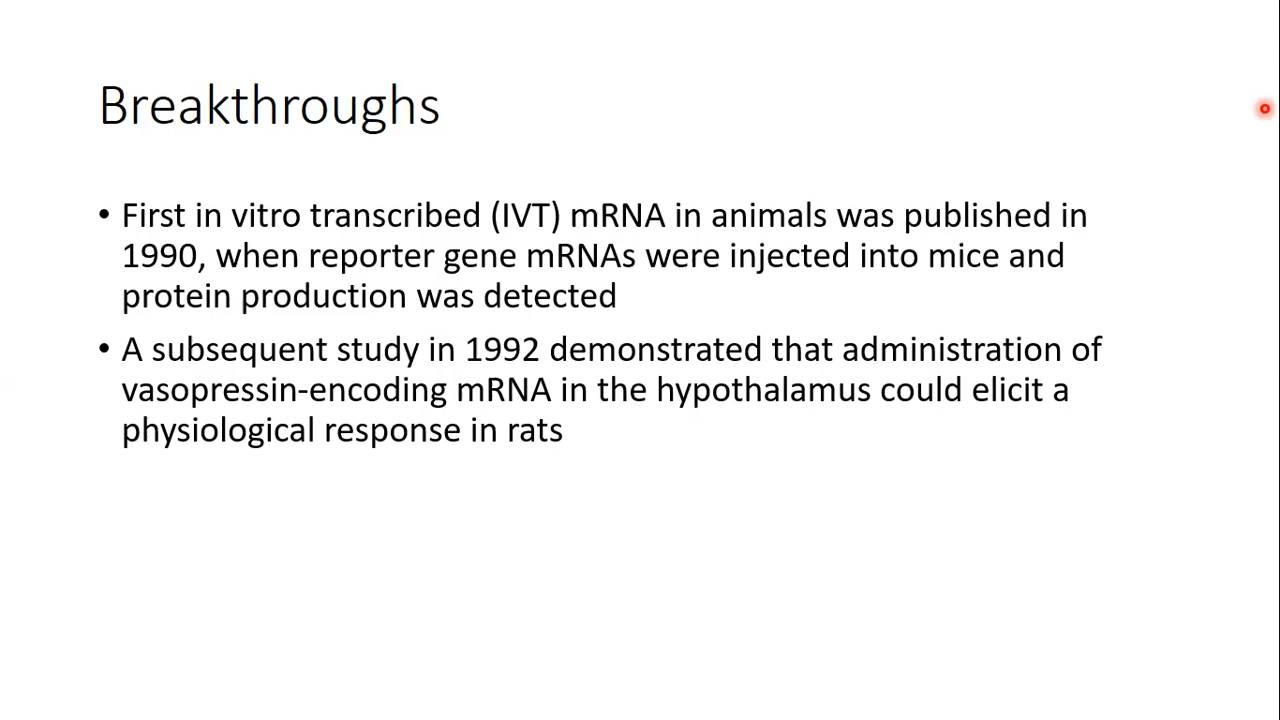 Breakthroughs
• First in vitro transcribed (IVT) mRNA in animals was published in
1990, when reporter gene mRNAs were injected into mice and
protein production was detected
• A subsequent study in 1992 demonstrated that administration of
vasopressin-encoding mRNA in the hypothalamus could elicit a
physiological response in rats